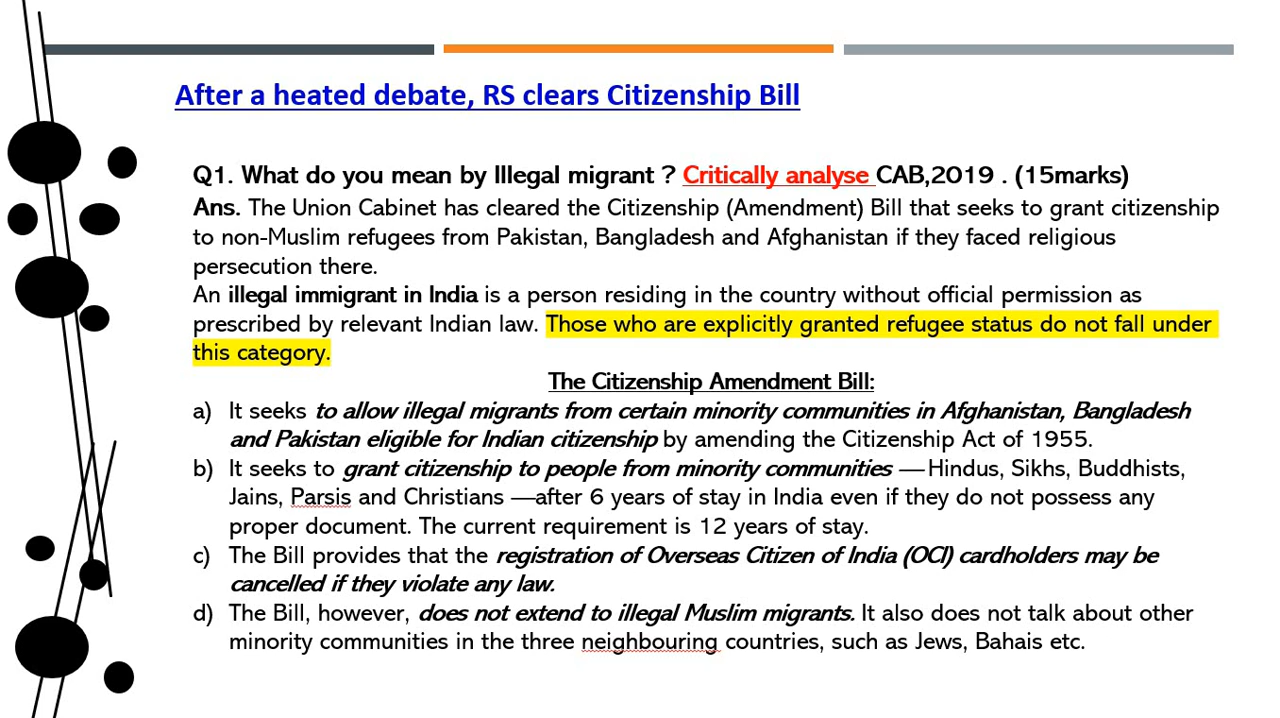 After a heated debate, RS clears Citizenship Bill
Q1. What do you mean by Illegal migrant ? Critically analyse CAB,2019 . (15marks)
Ans. The Union Cabinet has cleared the Citizenship (Amendment) Bill that seeks to grant citizenship
to non-Muslim refugees from Pakistan, Bangladesh and Afghanistan if they faced religious
persecution there.
An illegal immigrant in India is a person residing in the country without official permission as
prescribed by relevant Indian law. Those who are explicitly granted refugee status do not fall under
this category.
The Citizenship Amendment Bill:
a) It seeks to allow illegal migrants from certain minority communities in Afghanistan, Bangladesh
and Pakistan eligible for Indian citizenship by amending the Citizenship Act of 1955.
b) It seeks to grant citizenship to people from minority communities — Hindus, Sikhs, Buddhists,
Jains, Parsis and Christians —after 6 years of stay in India even if they do not possess any
proper document. The current requirement is 12 years of stay.
c) The Bill provides that the registration of Overseas Citizen of India (OCI) cardholders may be
cancelled if they violate any law.
d) The Bill, however, does not extend to illegal Muslim migrants. It also does not talk about other
minority communities in the three neighbouring countries, such as Jews, Bahais etc.